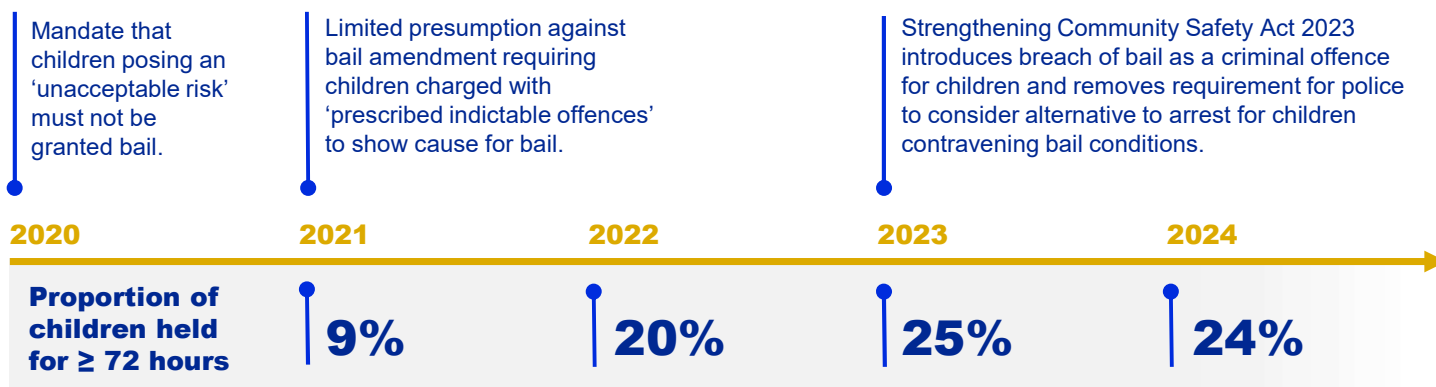 Mandate that
children posing an
‘unacceptable risk’
must not be
granted bail.
Limited presumption against
bail amendment requiring
children charged with
‘prescribed indictable offences’
to show cause for bail.
Strengthening Community Safety Act 2023
introduces breach of bail as a criminal offence
for children and removes requirement for police
to consider alternative to arrest for children
contravening bail conditions.
2020
2021
2022
2023
2024
Proportion of
children held
for ≥ 72 hours
9%
20%
25%
24%